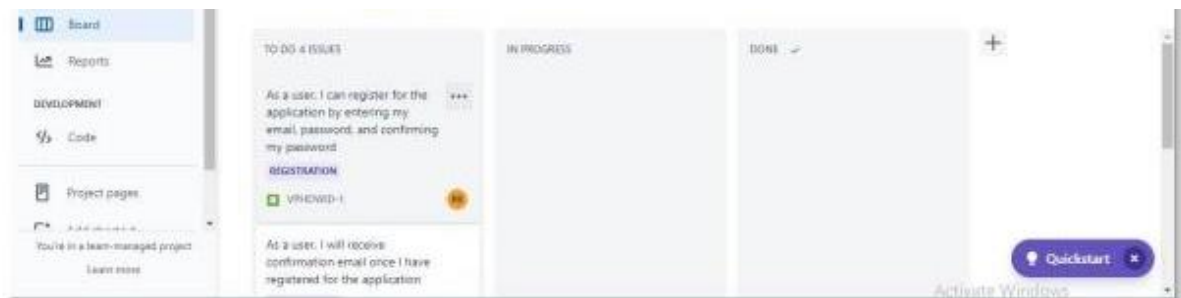 Board
Reports
DEVELOPMENT
Code
Project pages
You're in a team-managed project
Learn more
TO DO 4 ISSUES
As a user, I can register for the
application by entering my
email, password, and confirming
my password
REGISTRATION
As a user, I will receive
confirmation email once I have
registered for the application
IN PROGRESS
DONE
Quickstart
Activate Windows